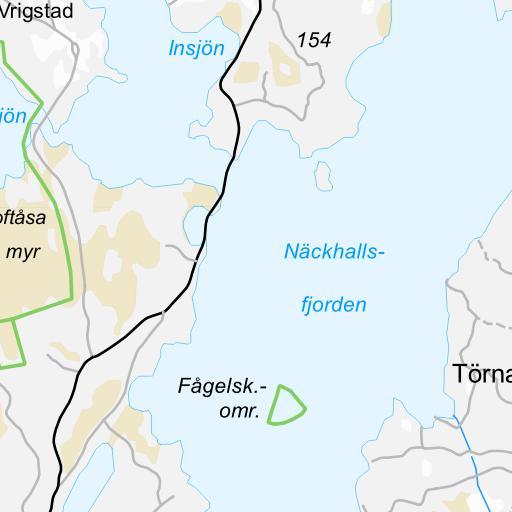 Vrigstad
Insjön
154
jön
oftåsa
myr
Näckhalls-
fjorden
Fågelsk.-
omr.
Törna